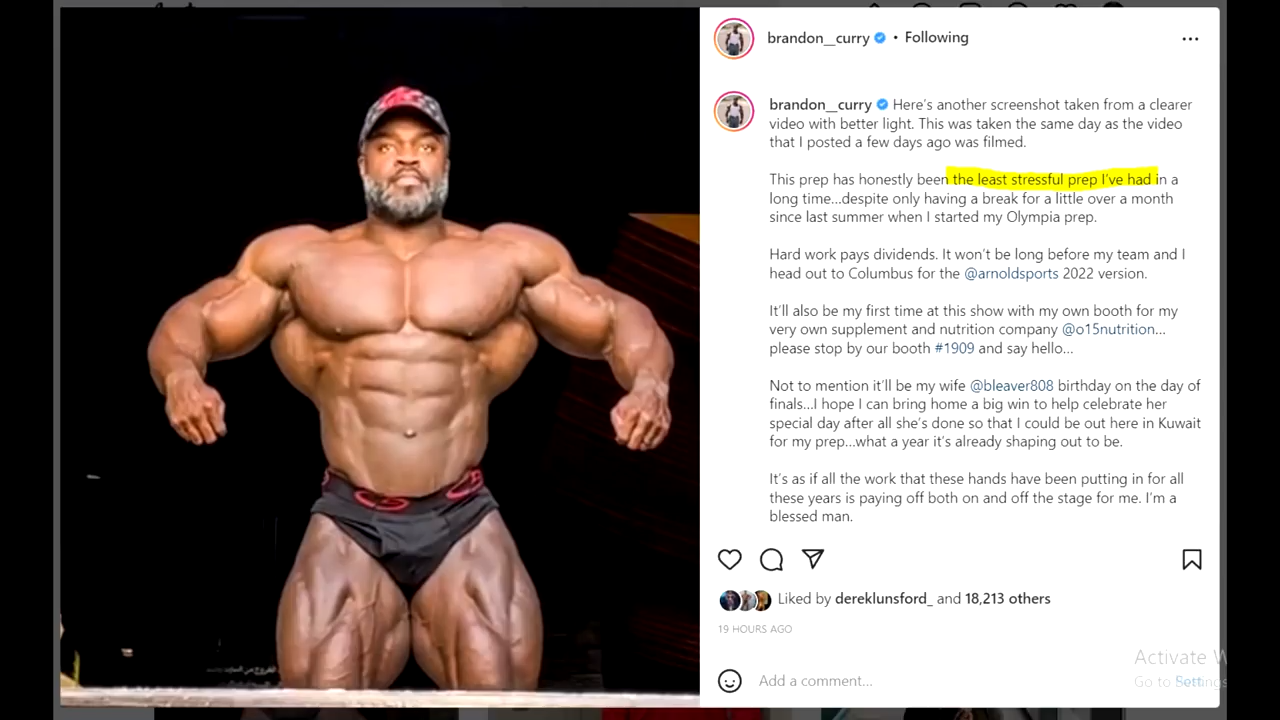 brandon__curry • Following
brandon__curry Here's another screenshot taken from a clearer
video with better light. This was taken the same day as the video
that I posted a few days ago was filmed.
This prep has honestly been the least stressful prep I've had in a
long time...despite only having a break for a little over a month
since last summer when I started my Olympia prep.
Hard work pays dividends. It won't be long before my team and I
head out to Columbus for the @arnoldsports 2022 version.
It'll also be my first time at this show with my own booth for my
very own supplement and nutrition company @o15nutrition...
please stop by our booth #1909 and say hello...
Not to mention it'll be my wife @bleaver808 birthday on the day of
finals...I hope I can bring home a big win to help celebrate her
special day after all she's done so that I could be out here in Kuwait
for my prep...what a year it's already shaping out to be.
It's as if all the work that these hands have been putting in for all
these years is paying off both on and off the stage for me. I'm a
blessed man.
Liked by dereklunsford_ and 18,213 others
19 HOURS AGO
Activate W
Add a comment...
Go to Settings
Post